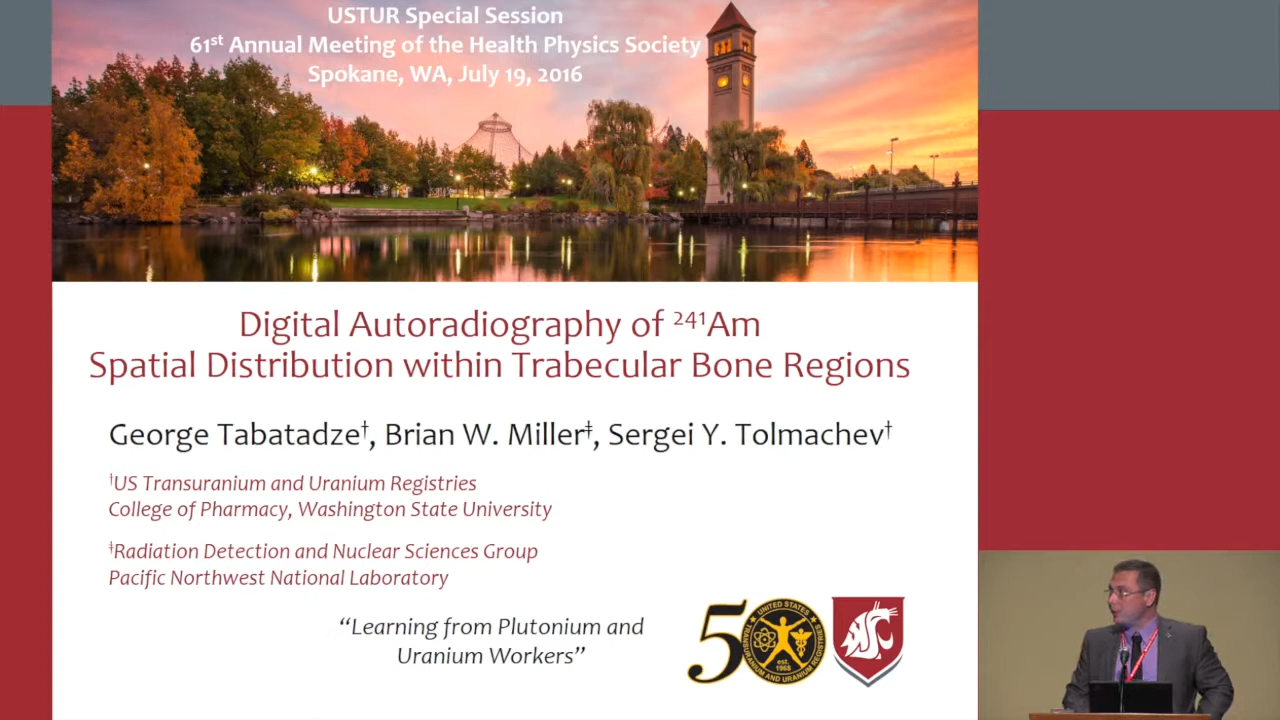 USTUR Special Session
61st Annual Meeting of the Health Physics Society
Spokane, WA, July 19, 2016
Digital Autoradiography of ²⁴¹Am
Spatial Distribution within Trabecular Bone Regions
George Tabatadze†, Brian W. Miller‡, Sergei Y. Tolmachev†
†US Transuranium and Uranium Registries
College of Pharmacy, Washington State University
‡Radiation Detection and Nuclear Sciences Group
Pacific Northwest National Laboratory
“Learning from Plutonium and
Uranium Workers”
50
UNITED STATES
TRANSURANIUM AND URANIUM REGISTRIES
est.
1968
WSC